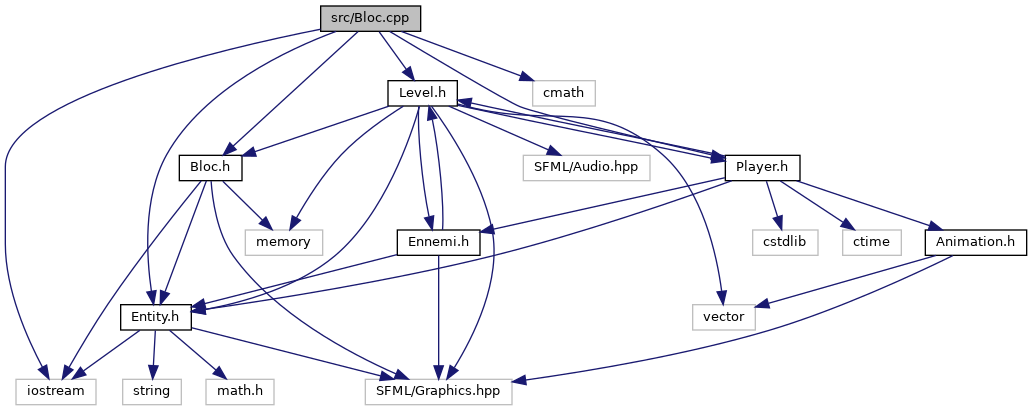 src/Bloc.cpp
Level.h
cmath
Bloc.h
SFML/Audio.hpp
Player.h
memory
Ennemi.h
cstdlib
ctime
Animation.h
Entity.h
vector
iostream
string
math.h
SFML/Graphics.hpp